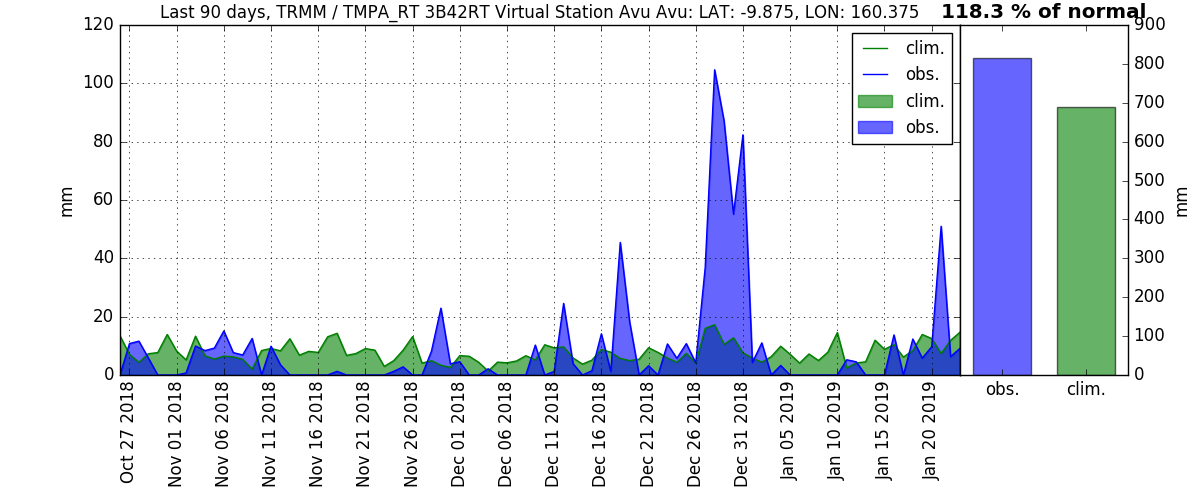 Last 90 days, TRMM / TMPA_RT 3B42RT Virtual Station Avu Avu: LAT: -9.875, LON: 160.375
118.3 % of normal
120
100
80
60
40
20
0
mm
clim.
obs.
clim.
obs.
900
800
700
600
500
400
300
200
100
0
mm
obs.
clim.
Oct 27 2018
Nov 01 2018
Nov 06 2018
Nov 11 2018
Nov 16 2018
Nov 21 2018
Nov 26 2018
Dec 01 2018
Dec 06 2018
Dec 11 2018
Dec 16 2018
Dec 21 2018
Dec 26 2018
Dec 31 2018
Jan 05 2019
Jan 10 2019
Jan 15 2019
Jan 20 2019